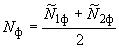 Nф = (Ñ1ф + Ñ2ф) / 2